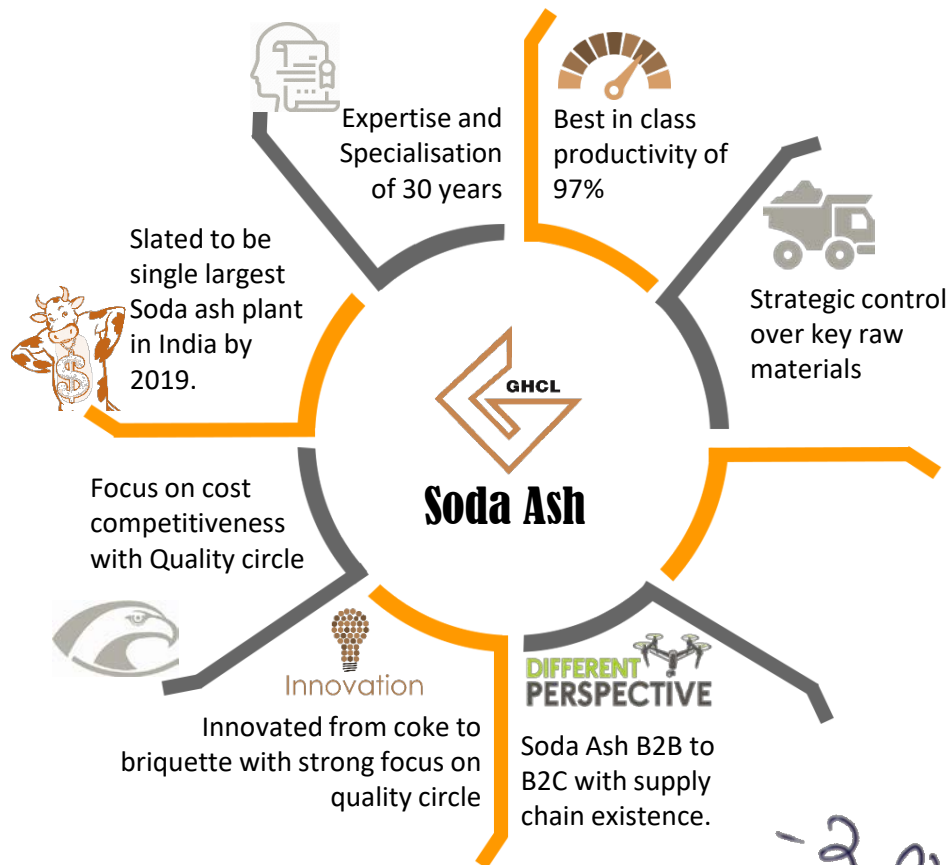 Expertise and
Specialisation
of 30 years
Best in class
productivity of
97%
Strategic control
over key raw
materials
Slated to be
single largest
Soda ash plant
in India by
2019.
$
GHCL
Soda Ash
Focus on cost
competitiveness
with Quality circle
Innovation
Innovated from coke to
briquette with strong focus on
quality circle
DIFFERENT
PERSPECTIVE
Soda Ash B2B to
B2C with supply
chain existence.